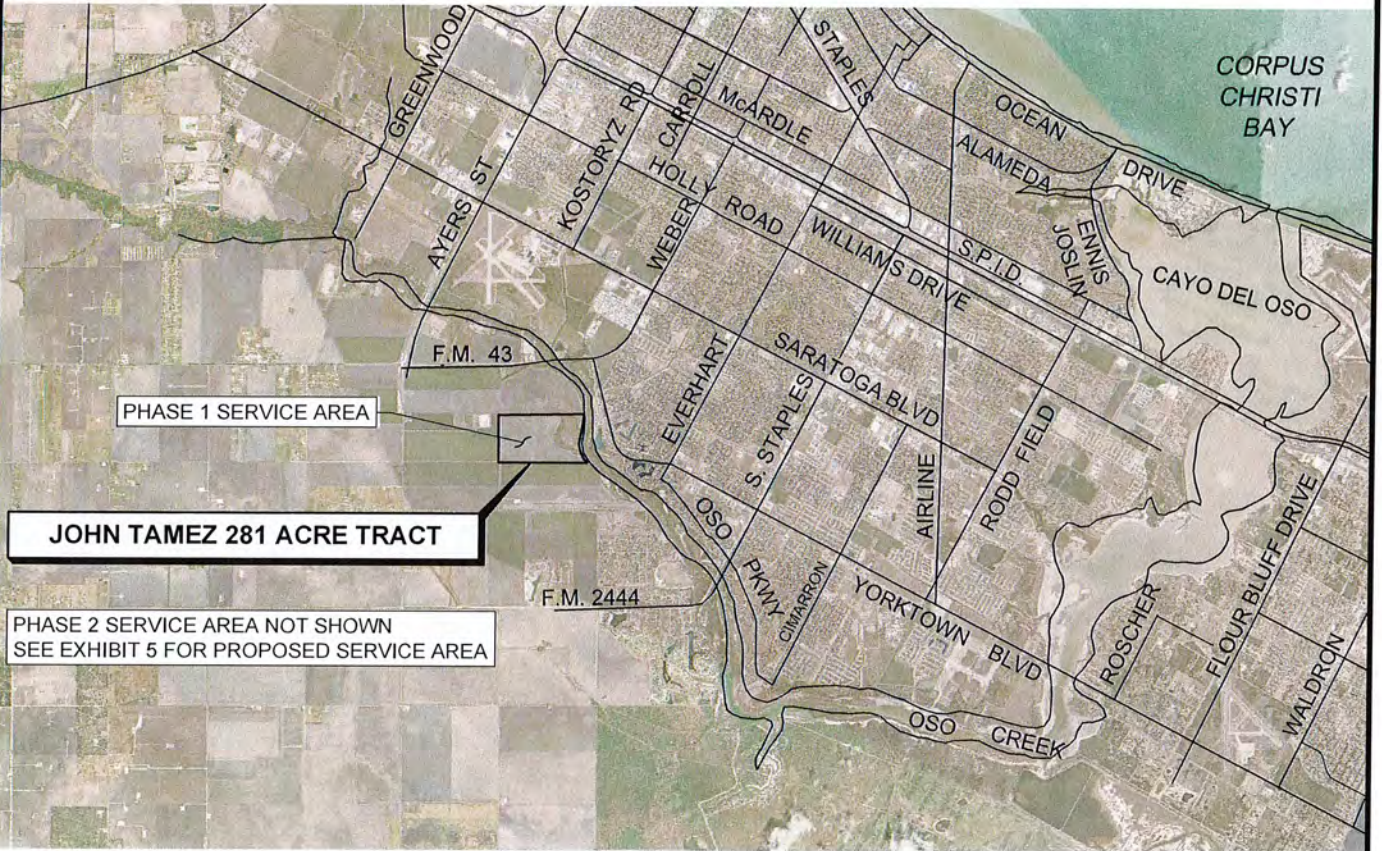 CORPUS
CHRISTI
BAY
GREENWOOD
STAPLES
CARROLL
KOSTORYZ RD
McARDLE
OCEAN
DRIVE
ALAMEDA
AYERS ST
WEBER
HOLLY ROAD
WILLIAMS DRIVE
S.P.I.D.
ENNIS
JOSLIN
CAYO DEL OSO
F.M. 43
EVERHART
SARATOGA BLVD
PHASE 1 SERVICE AREA
S. STAPLES
AIRLINE
RODD FIELD
JOHN TAMEZ 281 ACRE TRACT
OSO PKWY
CIMARRON
YORKTOWN BLVD
F.M. 2444
ROSCHER
FLOUR BLUFF DRIVE
WALDRON
PHASE 2 SERVICE AREA NOT SHOWN
SEE EXHIBIT 5 FOR PROPOSED SERVICE AREA
OSO CREEK